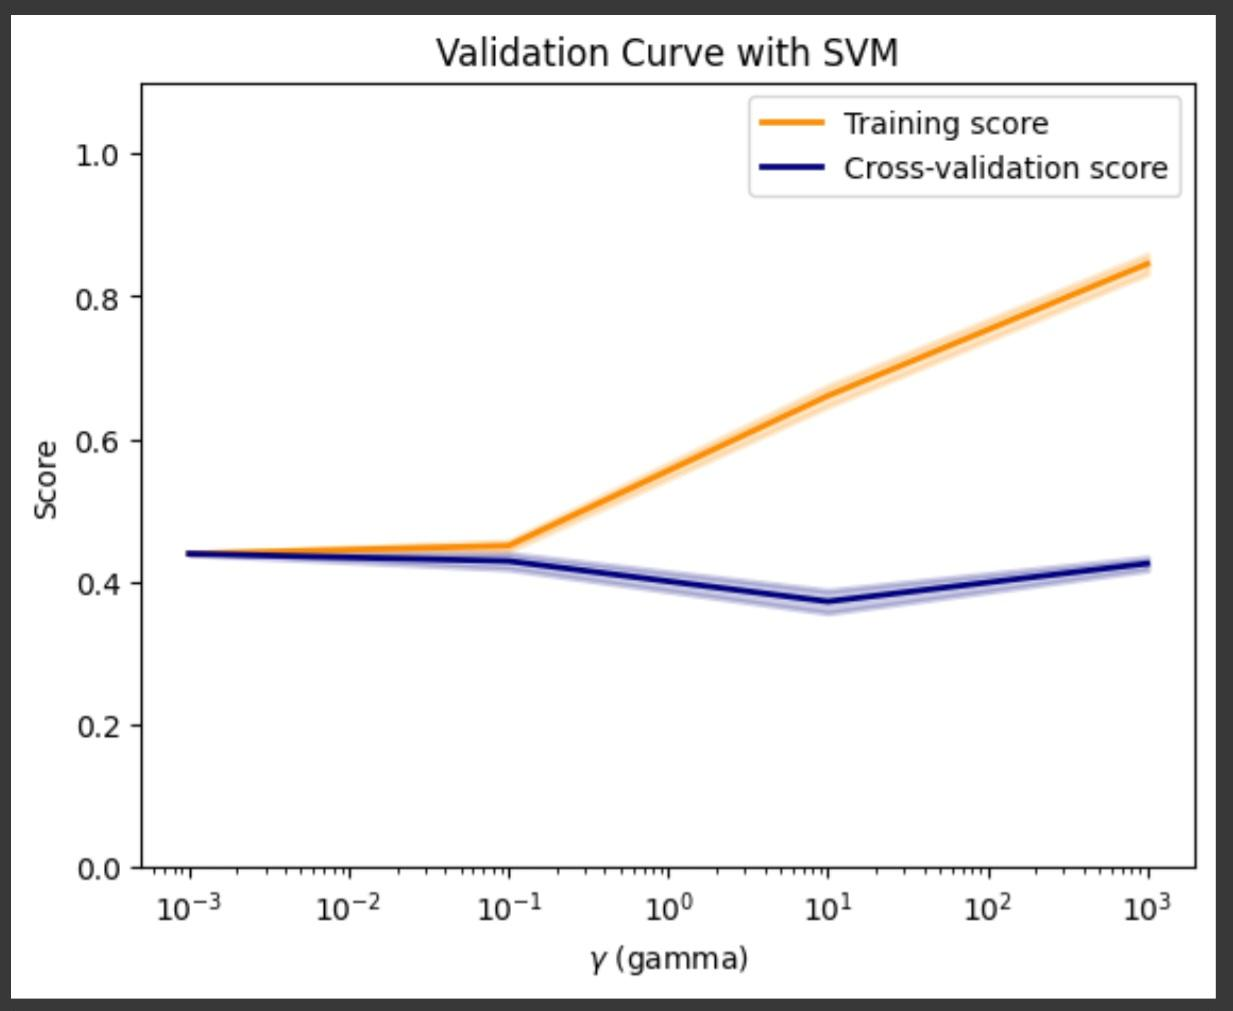 Validation Curve with SVM
Training score
Cross-validation score
1.0
0.8
0.6
0.4
0.2
0.0
Score
10⁻³ 10⁻² 10⁻¹ 10⁰ 10¹ 10² 10³
γ (gamma)